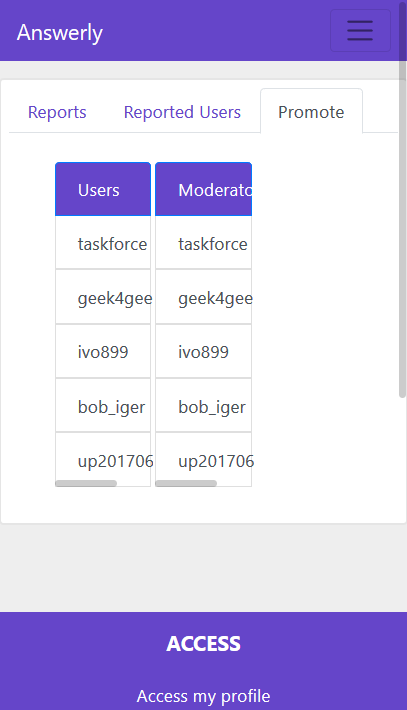 Answerly
Reports Reported Users Promote
Users Moderato
taskforce taskforce
geek4gee geek4gee
ivo899 ivo899
bob_iger bob_iger
up201706 up201706
ACCESS
Access my profile